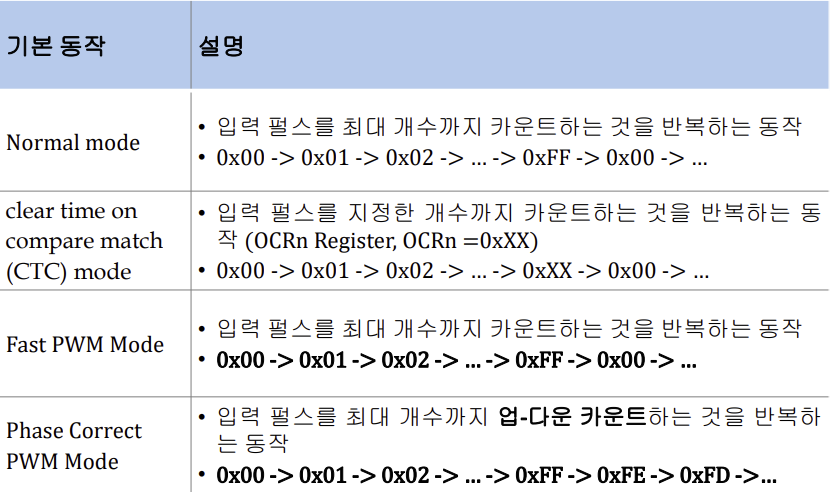 기본 동작
설명
Normal mode
• 입력 펄스를 최대 개수까지 카운트하는 것을 반복하는 동작
• 0x00 -> 0x01 -> 0x02 -> ... -> 0xFF -> 0x00 -> ...
clear time on
compare match
(CTC) mode
• 입력 펄스를 지정한 개수까지 카운트하는 것을 반복하는 동
작 (OCRn Register, OCRn =0xXX)
• 0x00 -> 0x01 -> 0x02 -> ... -> 0xXX -> 0x00 -> ...
Fast PWM Mode
• 입력 펄스를 최대 개수까지 카운트하는 것을 반복하는 동작
• 0x00 -> 0x01 -> 0x02 -> ... -> 0xFF -> 0x00 -> ...
Phase Correct
PWM Mode
• 입력 펄스를 최대 개수까지 업-다운 카운트하는 것을 반복하
는 동작
• 0x00 -> 0x01 -> 0x02 -> ... -> 0xFF -> 0xFE -> 0xFD ->...